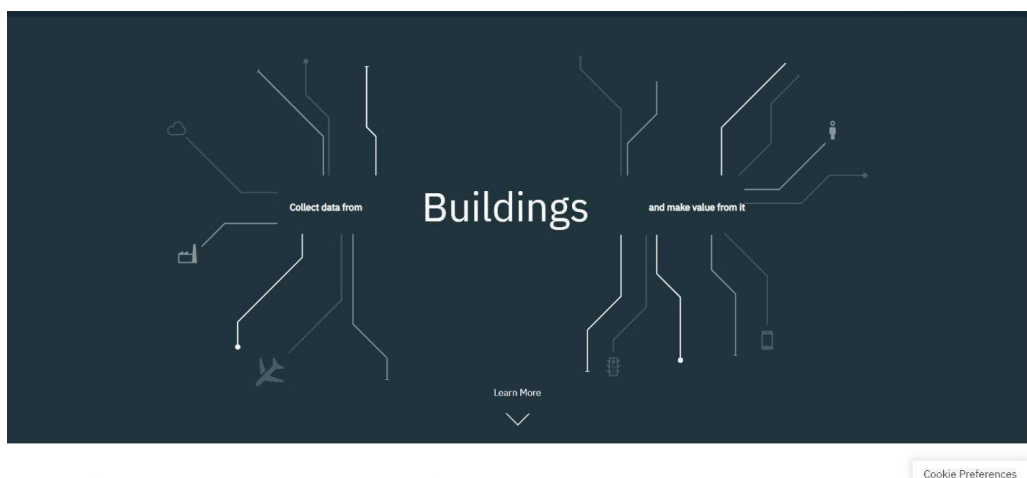 Collect data from Buildings and make value from it
Learn More
Cookie Preferences